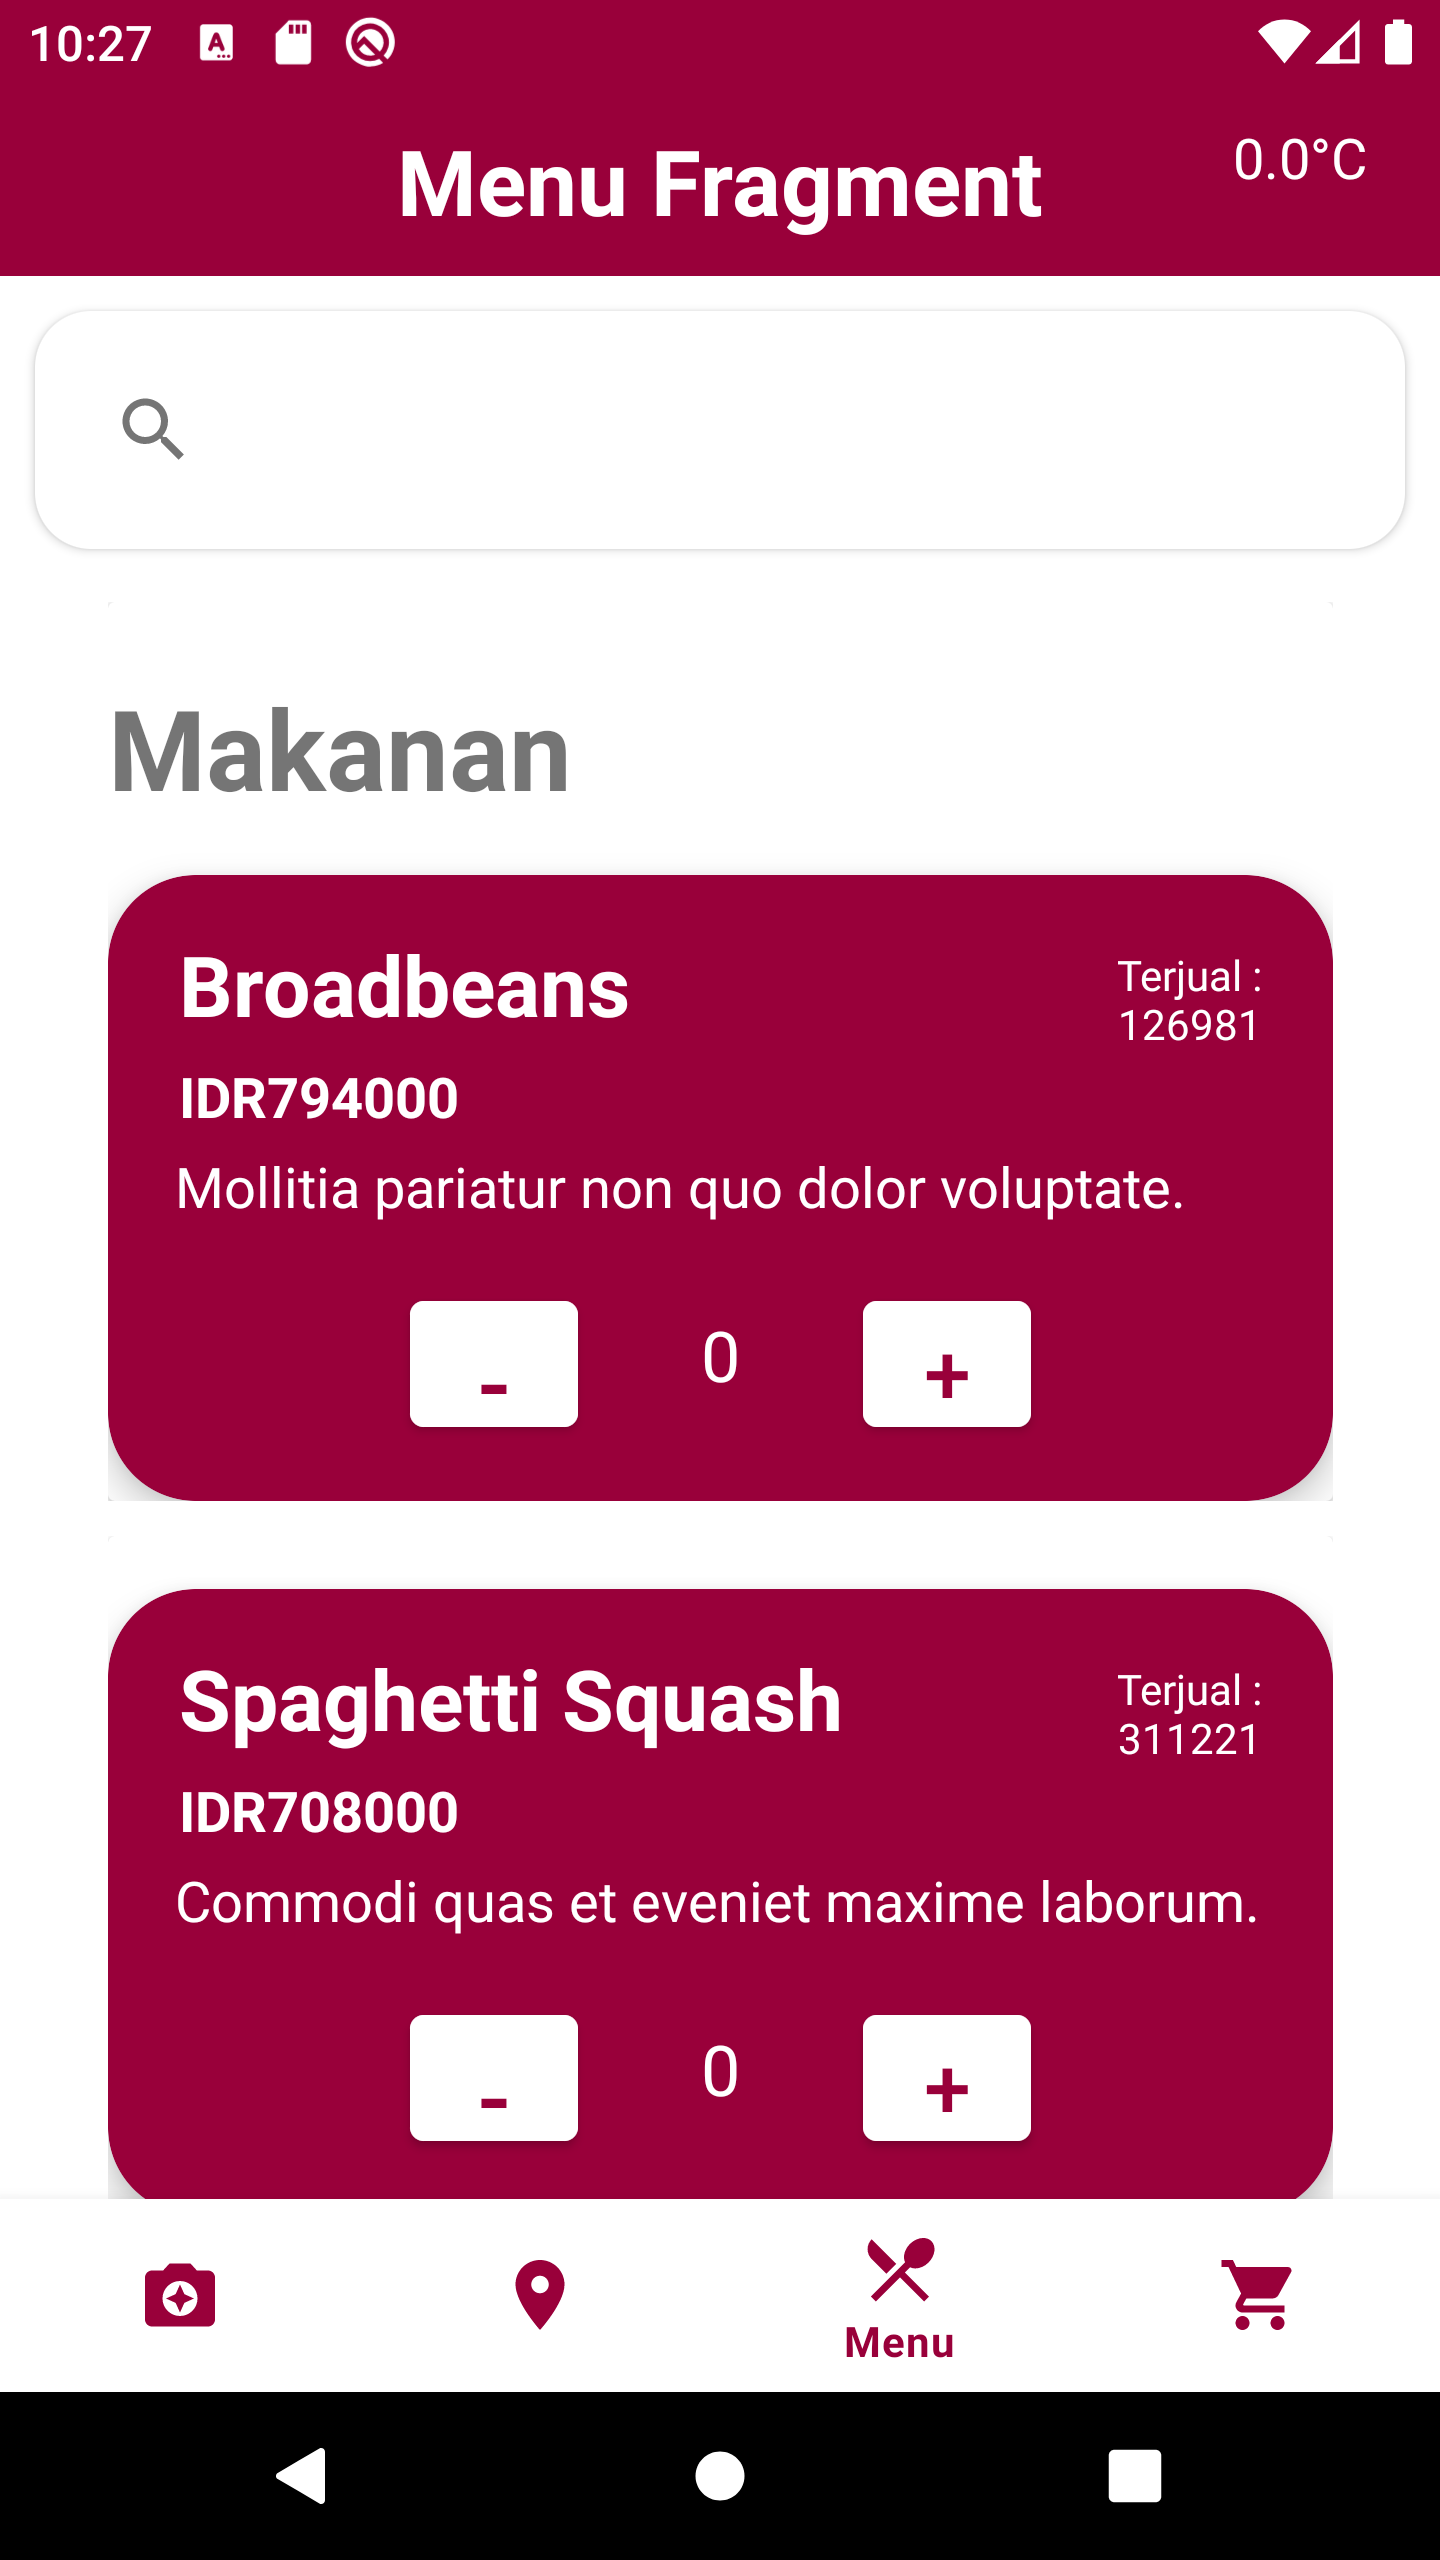 10:27
Menu Fragment
0.0°C
Makanan
Broadbeans
Terjual :
126981
IDR794000
Mollitia pariatur non quo dolor voluptate.
- 0 +
Spaghetti Squash
Terjual :
311221
IDR708000
Commodi quas et eveniet maxime laborum.
- 0 +
Menu